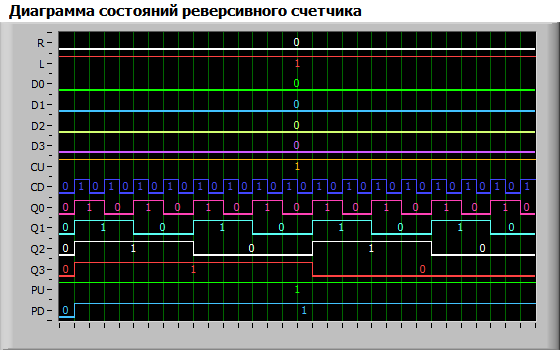 Диаграмма состояний реверсивного счетчика
R 0
L 1
D0 0
D1 0
D2 0
D3 0
CU 1
CD 0 1 0 1 0 1 0 1 0 1 0 1 0 1 0 1 0 1 0 1 0 1 0 1 0 1 0 1 0 1 0 1
Q0 0 1 0 1 0 1 0 1 0 1 0 1 0 1 0 1 0
Q1 0 1 0 1 0 1 0 1 0
Q2 0 1 0 1 0
Q3 0 1 0
PU 1
PD 0 1